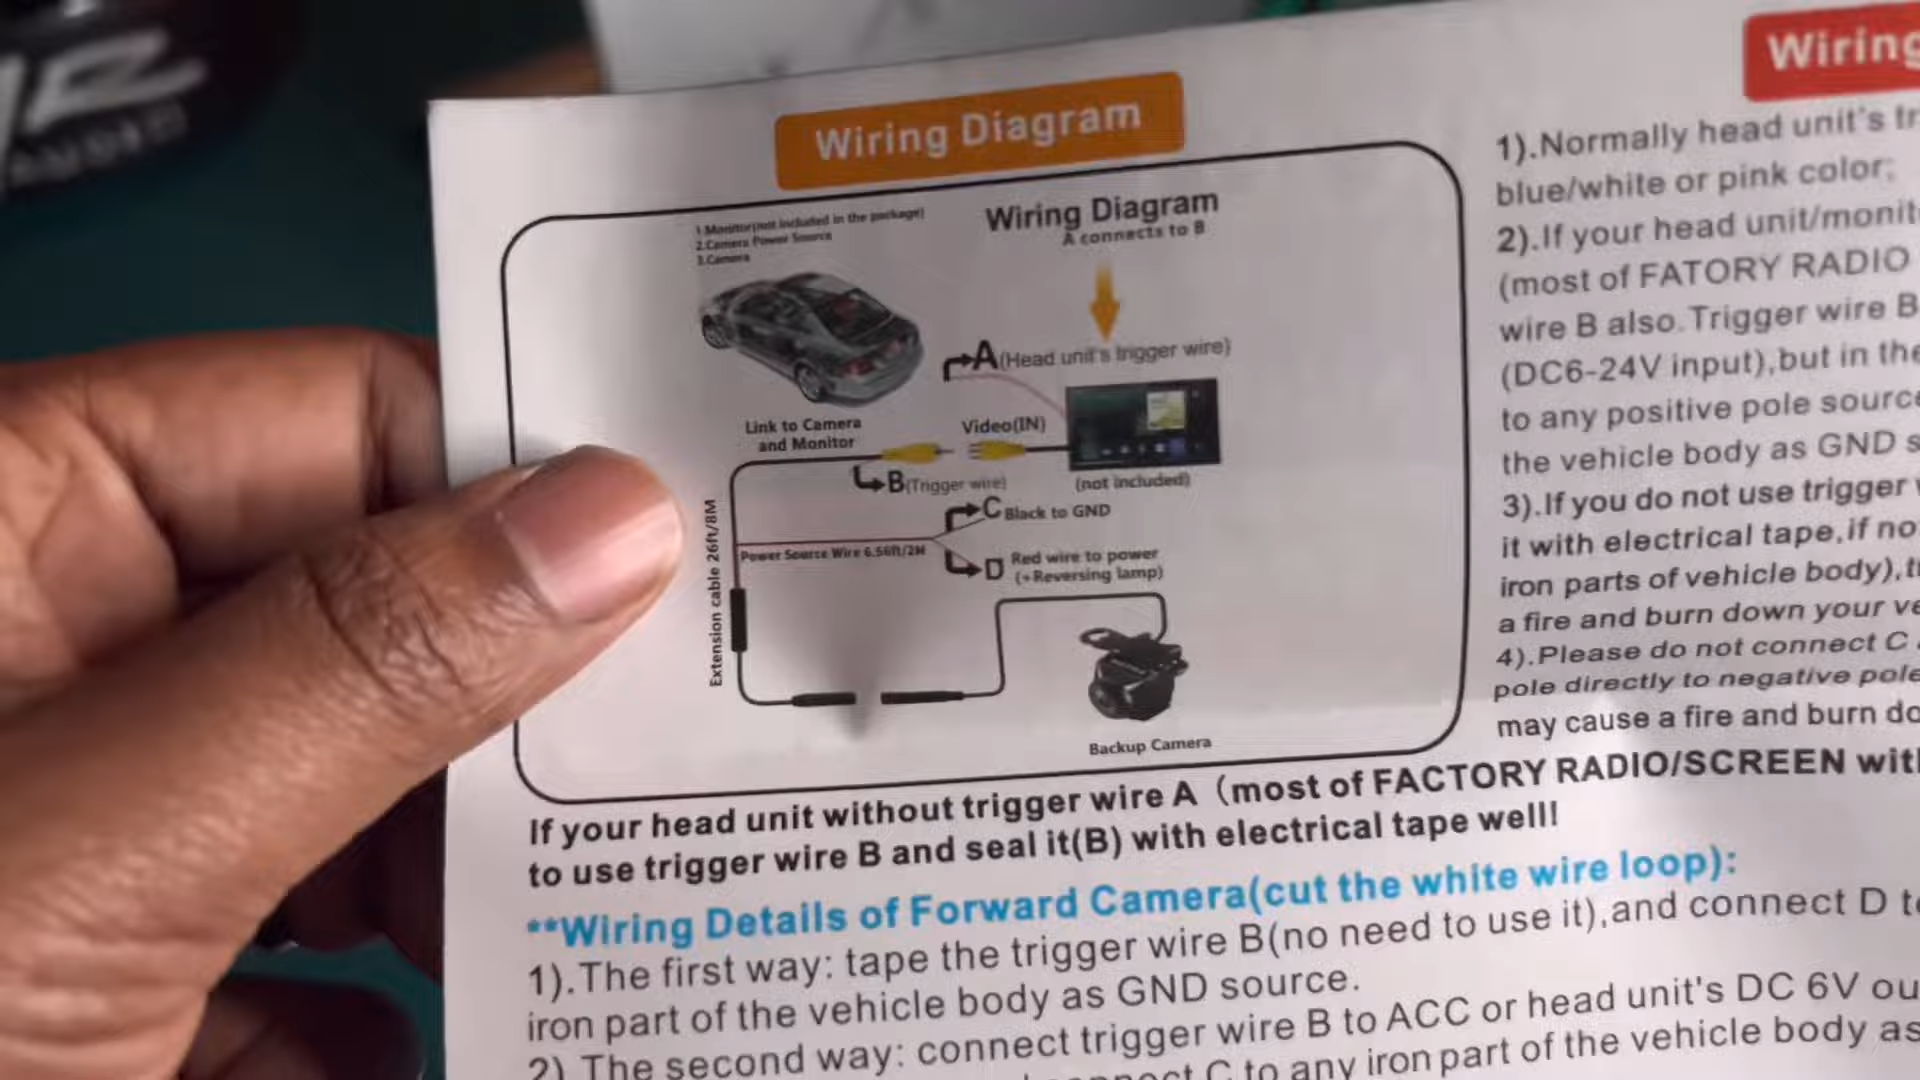 Wiring Diagram
1.Monitor(not included in the package)
2.Camera Power Source
3.Camera
Wiring Diagram
A connects to B
A(Head unit's trigger wire)
Link to Camera
and Monitor
Video(IN)
B(Trigger wire)
(not included)
C Black to GND
Power Source Wire 6.56ft/2M
D Red wire to power
(+Reversing lamp)
Extension cable 26ft/8M
Backup Camera
If your head unit without trigger wire A (most of FACTORY RADIO/SCREEN
to use trigger wire B and seal it(B) with electrical tape well!
**Wiring Details of Forward Camera(cut the white wire loop):
1).The first way: tape the trigger wire B(no need to use it),and connect D
iron part of the vehicle body as GND source.
2).The second way: connect trigger wire B to ACC or head unit's DC 6V
C to any iron part of the vehicle body as
Wiring
1).Normally head unit's
blue/white or pink color;
2).If your head unit/monit
(most of FATORY RADIO
wire B also.Trigger wire B
(DC6-24V input),but in the
to any positive pole source
the vehicle body as GND
3).If you do not use trigger
it with electrical tape,if
iron parts of vehicle body),
a fire and burn down your
4).Please do not connect C
pole directly to negative pole
may cause a fire and burn